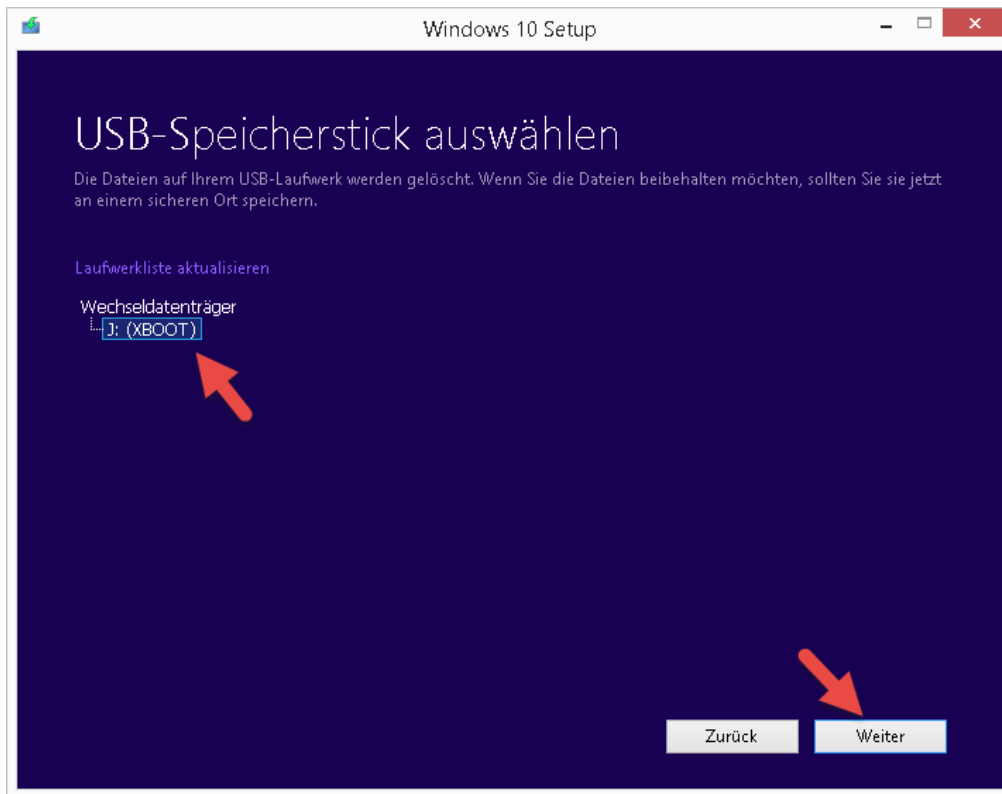 Windows 10 Setup
USB-Speicherstick auswählen
Die Dateien auf Ihrem USB-Laufwerk werden gelöscht. Wenn Sie die Dateien beibehalten möchten, sollten Sie sie jetzt
an einem sicheren Ort speichern.
Laufwerkliste aktualisieren
Wechseldatenträger
J: (XBOOT)
Zurück
Weiter